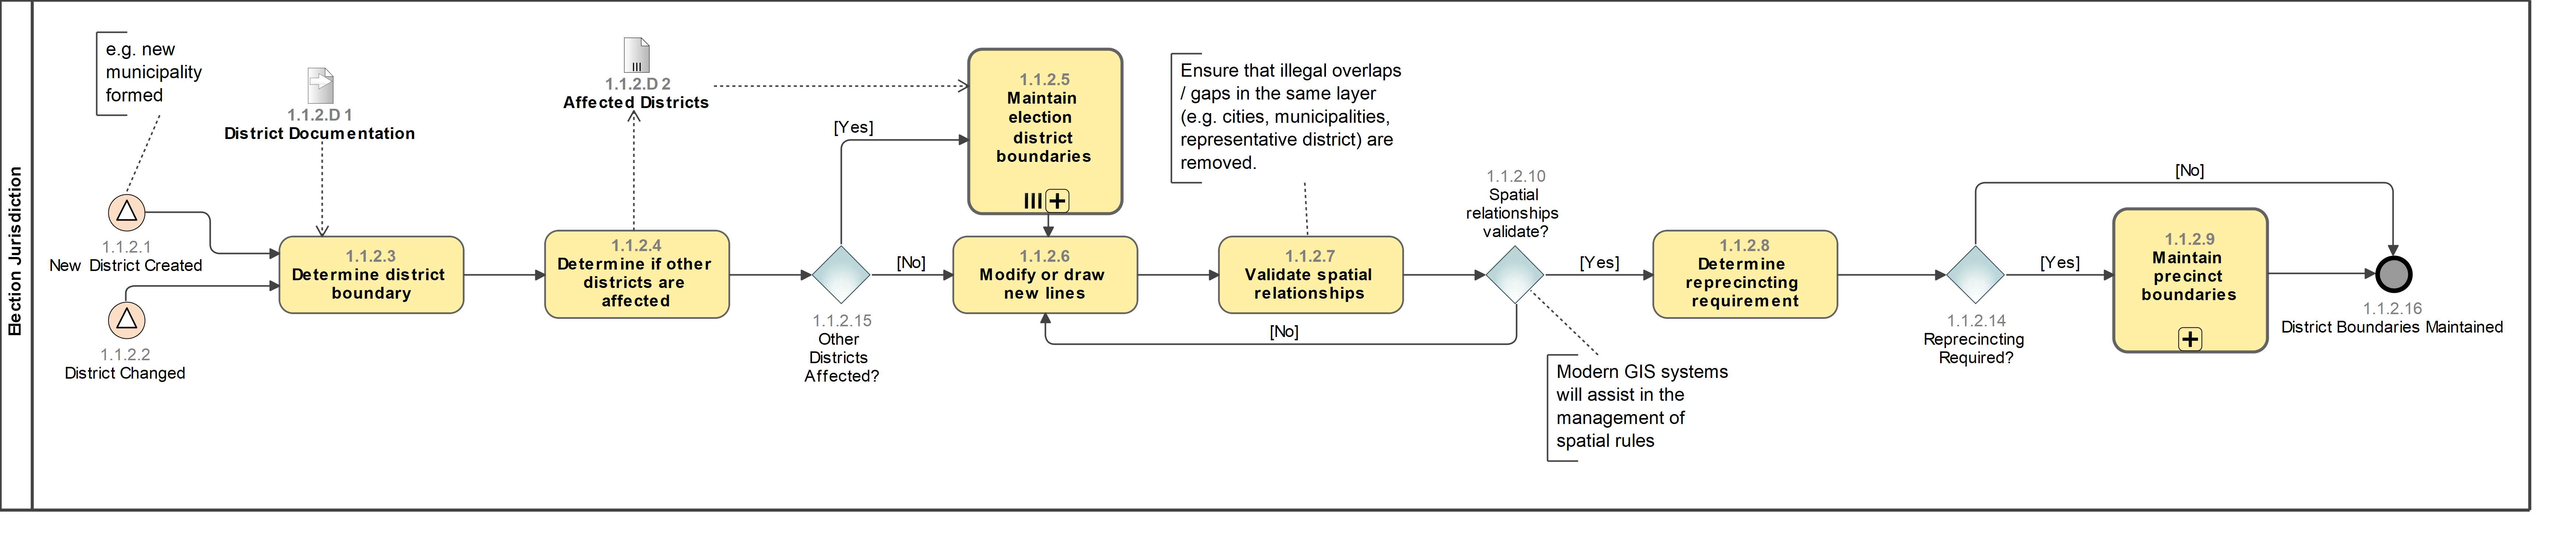 Election Jurisdiction
e.g. new
municipality
formed
1.1.2.D 1
District Documentation
1.1.2.1
New District Created
1.1.2.2
District Changed
1.1.2.3
Determine district
boundary
1.1.2.D 2
Affected Districts
1.1.2.4
Determine if other
districts are
affected
[Yes]
[No]
1.1.2.15
Other
Districts
Affected?
1.1.2.5
Maintain
election
district
boundaries
1.1.2.6
Modify or draw
new lines
Ensure that illegal overlaps
/ gaps in the same layer
(e.g. cities, municipalities,
representative district) are
removed.
1.1.2.7
Validate spatial
relationships
[No]
1.1.2.10
Spatial
relationships
validate?
[Yes]
Modern GIS systems
will assist in the
management of
spatial rules
1.1.2.8
Determine
reprecincting
requirement
1.1.2.14
Reprecincting
Required?
[No]
[Yes]
1.1.2.9
Maintain
precinct
boundaries
1.1.2.16
District Boundaries Maintained